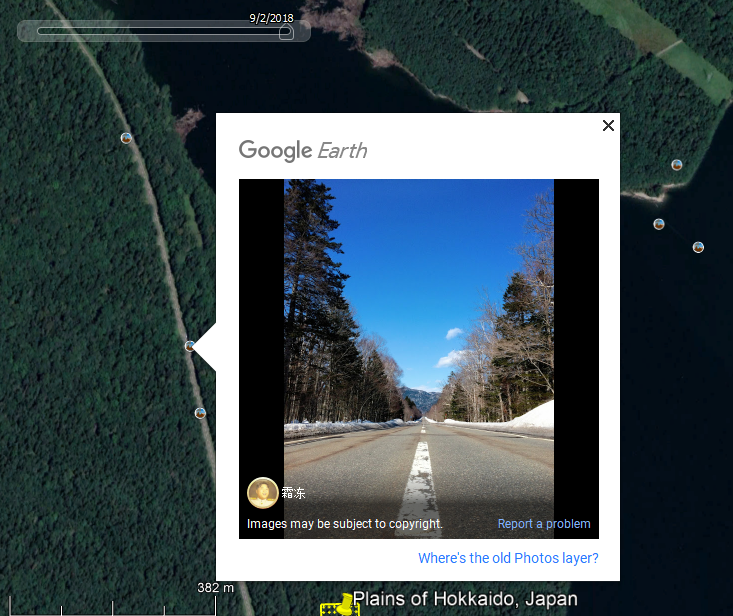 9/2/2018
Google Earth
霜冻
Images may be subject to copyright.
Report a problem
Where's the old Photos layer?
382 m
Plains of Hokkaido, Japan